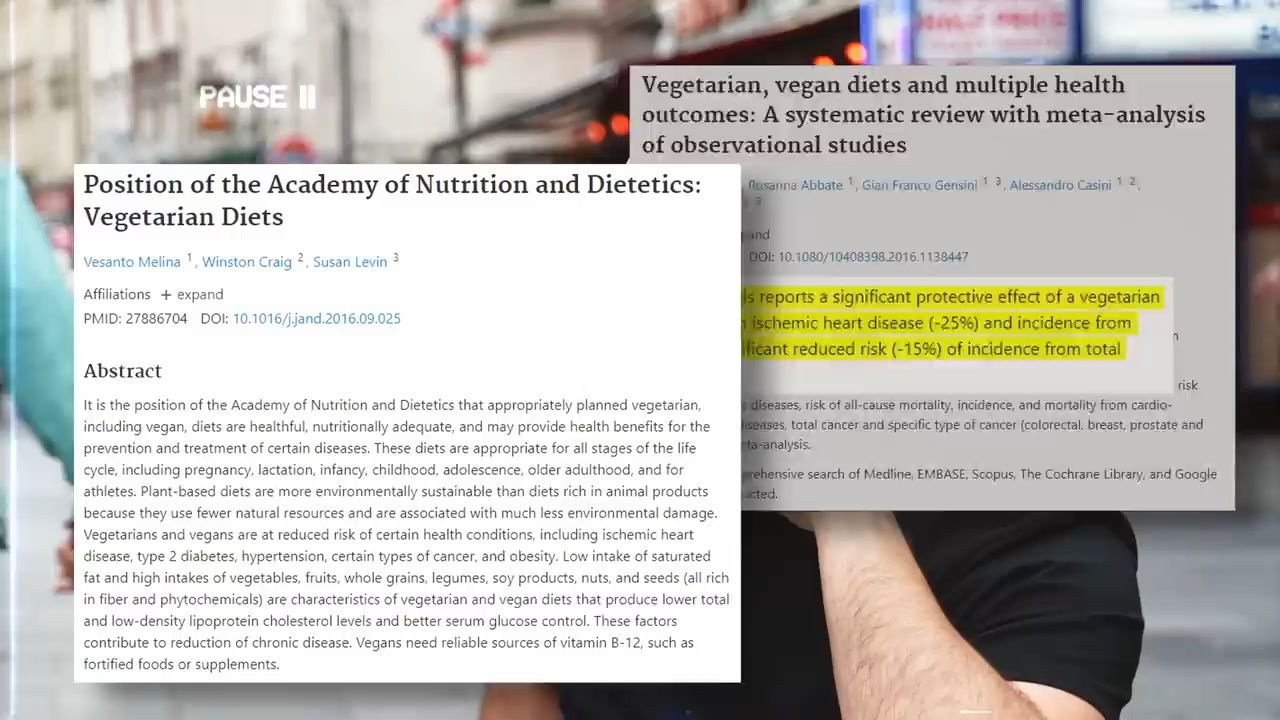 PAUSE
HALF PRICE
Vegetarian, vegan diets and multiple health
outcomes: A systematic review with meta-analysis
of observational studies
Rosanna Abbate 1, Gian Franco Gensini 1 3, Alessandro Casini 1 2,
3
DOI: 10.1080/10408398.2016.1138447
reports a significant protective effect of a vegetarian
ischemic heart disease (-25%) and incidence from
reduced risk (-15%) of incidence from total
risk
diseases, risk of all-cause mortality, incidence, and mortality from cardio-
total cancer and specific type of cancer (colorectal, breast, prostate and
search of Medline, EMBASE, Scopus, The Cochrane Library, and Google
Position of the Academy of Nutrition and Dietetics:
Vegetarian Diets
Vesanto Melina 1, Winston Craig 2, Susan Levin 3
Affiliations + expand
PMID: 27886704 DOI: 10.1016/j.jand.2016.09.025
Abstract
It is the position of the Academy of Nutrition and Dietetics that appropriately planned vegetarian,
including vegan, diets are healthful, nutritionally adequate, and may provide health benefits for the
prevention and treatment of certain diseases. These diets are appropriate for all stages of the life
cycle, including pregnancy, lactation, infancy, childhood, adolescence, older adulthood, and for
athletes. Plant-based diets are more environmentally sustainable than diets rich in animal products
because they use fewer natural resources and are associated with much less environmental damage.
Vegetarians and vegans are at reduced risk of certain health conditions, including ischemic heart
disease, type 2 diabetes, hypertension, certain types of cancer, and obesity. Low intake of saturated
fat and high intakes of vegetables, fruits, whole grains, legumes, soy products, nuts, and seeds (all rich
in fiber and phytochemicals) are characteristics of vegetarian and vegan diets that produce lower total
and low-density lipoprotein cholesterol levels and better serum glucose control. These factors
contribute to reduction of chronic disease. Vegans need reliable sources of vitamin B-12, such as
fortified foods or supplements.